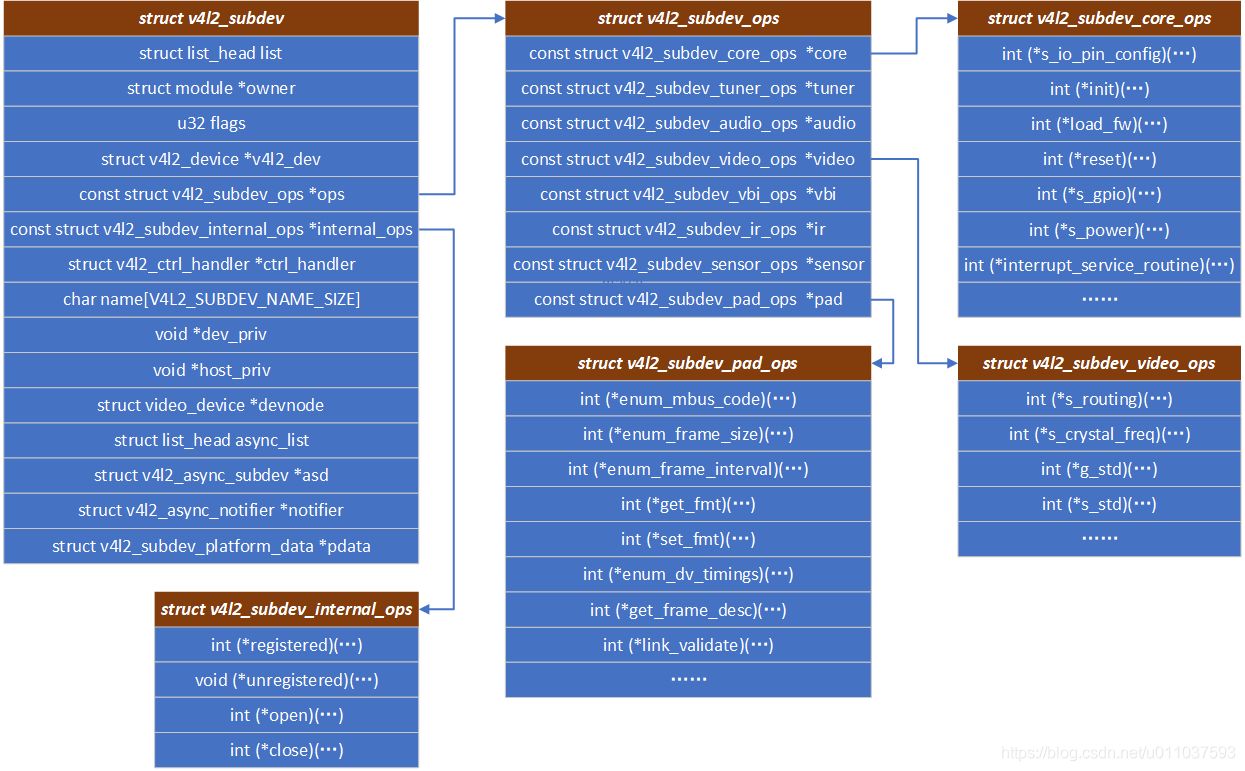 struct v4l2_subdev
struct list_head list
struct module *owner
u32 flags
struct v4l2_device *v4l2_dev
const struct v4l2_subdev_ops *ops
const struct v4l2_subdev_internal_ops *internal_ops
struct v4l2_ctrl_handler *ctrl_handler
char name[V4L2_SUBDEV_NAME_SIZE]
void *dev_priv
void *host_priv
struct video_device *devnode
struct list_head async_list
struct v4l2_async_subdev *asd
struct v4l2_async_notifier *notifier
struct v4l2_subdev_platform_data *pdata
struct v4l2_subdev_internal_ops
int (*registered)(···)
void (*unregistered)(···)
int (*open)(···)
int (*close)(···)
struct v4l2_subdev_ops
const struct v4l2_subdev_core_ops *core
const struct v4l2_subdev_tuner_ops *tuner
const struct v4l2_subdev_audio_ops *audio
const struct v4l2_subdev_video_ops *video
const struct v4l2_subdev_vbi_ops *vbi
const struct v4l2_subdev_ir_ops *ir
const struct v4l2_subdev_sensor_ops *sensor
const struct v4l2_subdev_pad_ops *pad
struct v4l2_subdev_pad_ops
int (*enum_mbus_code)(···)
int (*enum_frame_size)(···)
int (*enum_frame_interval)(···)
int (*get_fmt)(···)
int (*set_fmt)(···)
int (*enum_dv_timings)(···)
int (*get_frame_desc)(···)
int (*link_validate)(···)
······
struct v4l2_subdev_core_ops
int (*s_io_pin_config)(···)
int (*init)(···)
int (*load_fw)(···)
int (*reset)(···)
int (*s_gpio)(···)
int (*s_power)(···)
int (*interrupt_service_routine)(···)
······
struct v4l2_subdev_video_ops
int (*s_routing)(···)
int (*s_crystal_freq)(···)
int (*g_std)(···)
int (*s_std)(···)
······
https://blog.csdn.net/u011037593